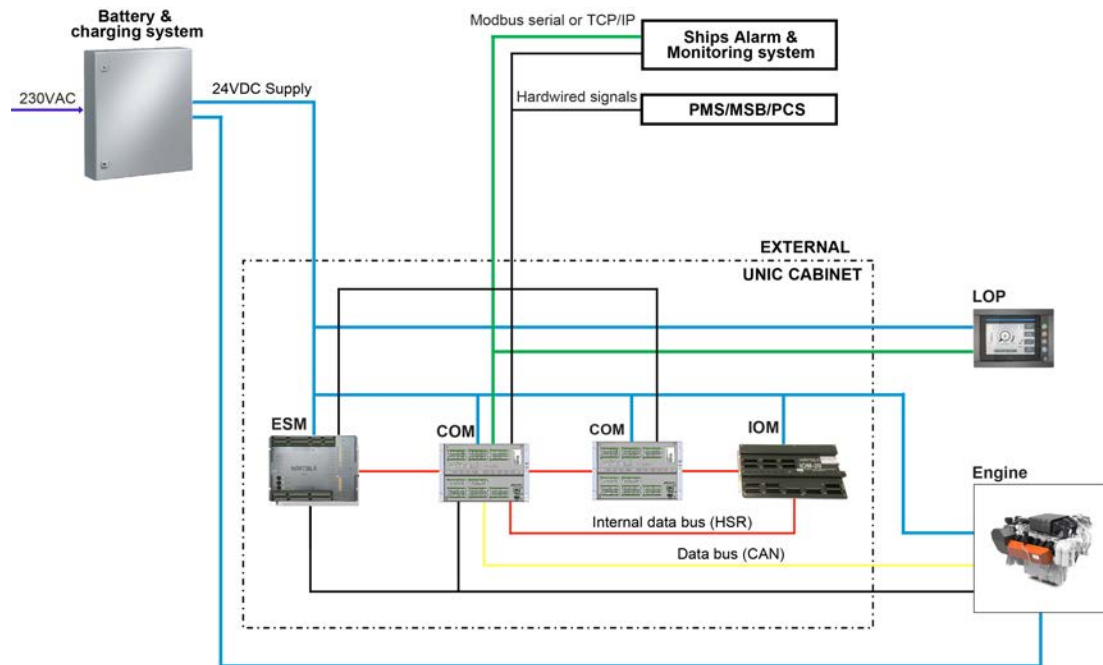 Battery &
charging system
230VAC
24VDC Supply
Modbus serial or TCP/IP
Ships Alarm &
Monitoring system
Hardwired signals
PMS/MSB/PCS
EXTERNAL
UNIC CABINET
LOP
ESM
COM
COM
IOM
Internal data bus (HSR)
Data bus (CAN)
Engine